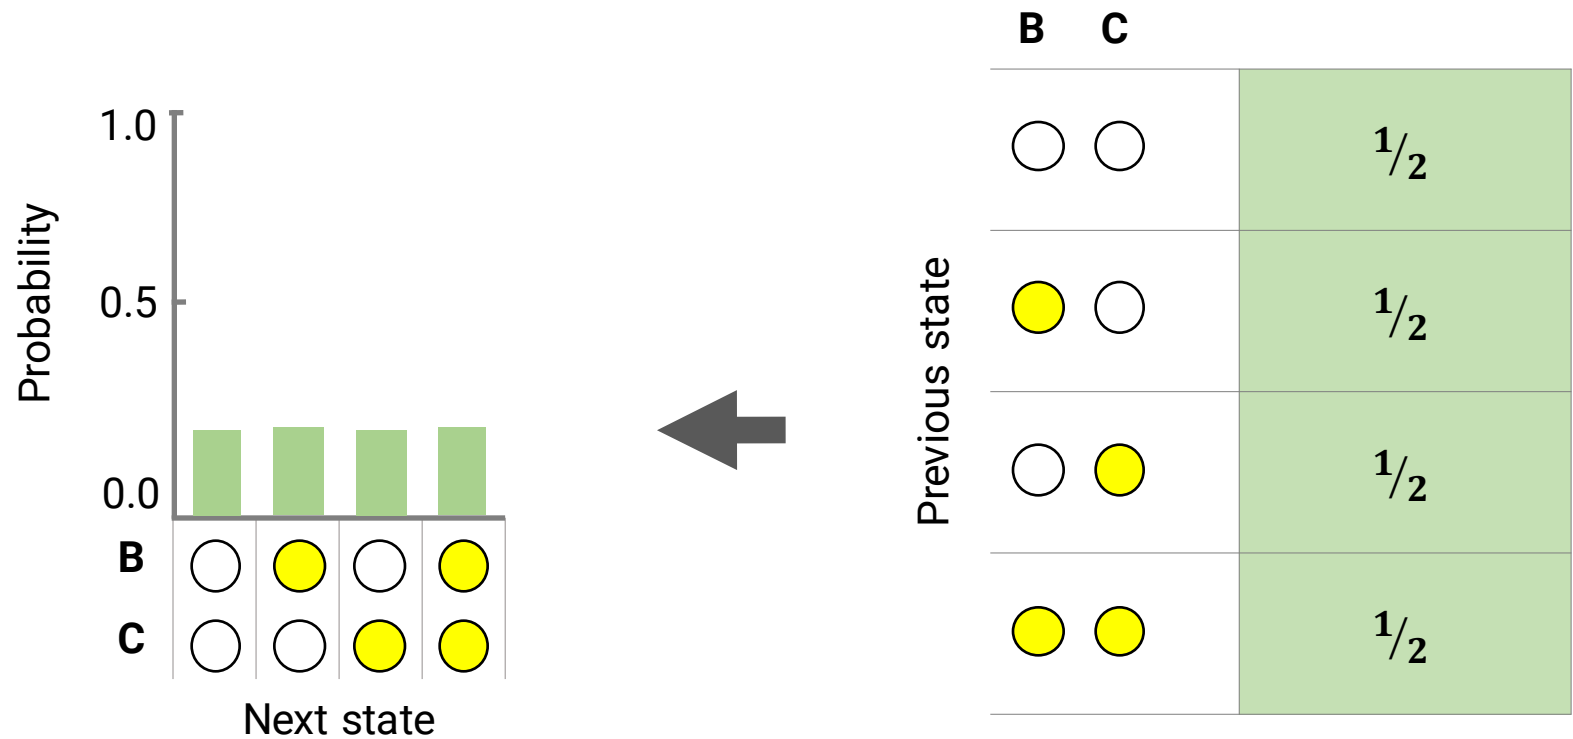 B C
1.0
Probability
0.5
0.0
B
C
Next state
Previous state
1/2
1/2
1/2
1/2